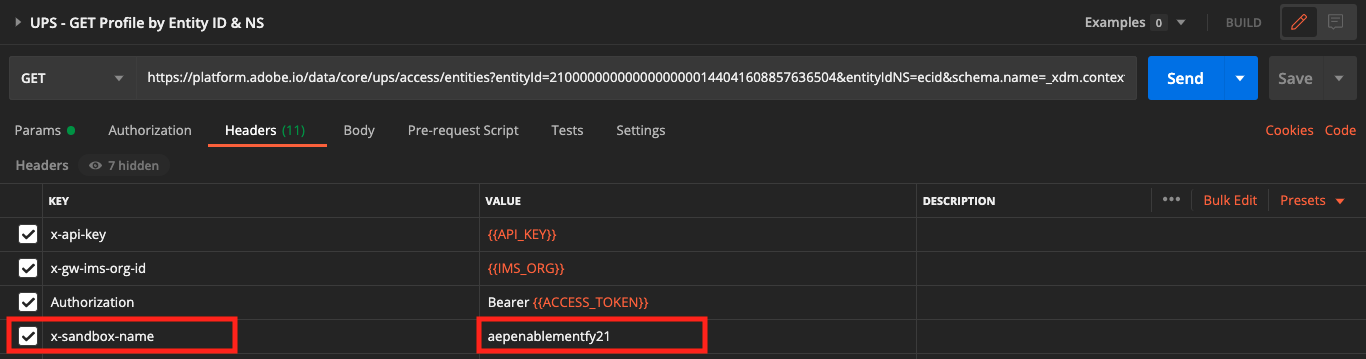 UPS - GET Profile by Entity ID & NS Examples 0 BUILD
GET https://platform.adobe.io/data/core/ups/access/entities?entityId=21000000000000000000144041608857636504&entityIdNS=ecid&schema.name=_xdm.contex Send Save
Params Authorization Headers (11) Body Pre-request Script Tests Settings Cookies Code
Headers 7 hidden
KEY VALUE DESCRIPTION ••• Bulk Edit Presets
x-api-key {{API_KEY}}
x-gw-ims-org-id {{IMS_ORG}}
Authorization Bearer {{ACCESS_TOKEN}}
x-sandbox-name aepenablementfy21